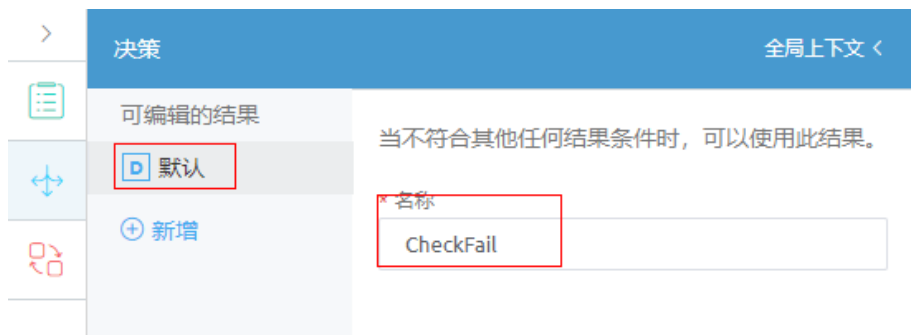 决策
全局上下文 <
可编辑的结果
D 默认
⊕ 新增
当不符合其他任何结果条件时，可以使用此结果。
* 名称
CheckFail